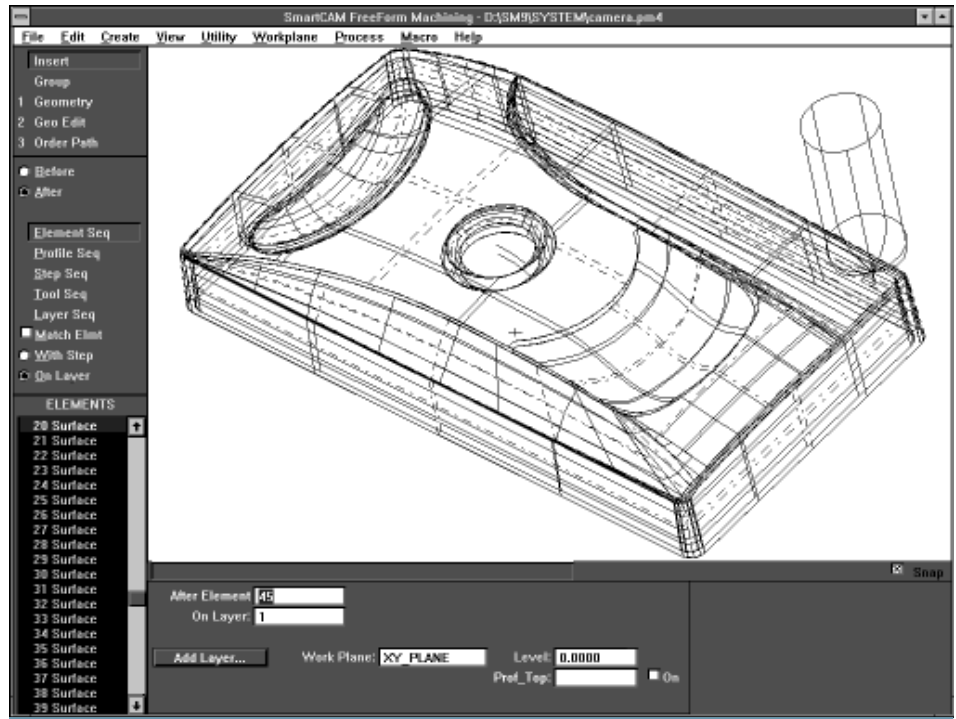 SmartCAM FreeForm Machining - D:\SM9\SYSTEM\camera.pm4
File Edit Create View Utility Workplane Process Macro Help
Insert
Group
1 Geometry
2 Geo Edit
3 Order Path
Before
After
Element Seq
Profile Seq
Step Seq
Tool Seq
Layer Seq
Match Elmt
With Step
On Layer
ELEMENTS
20 Surface
21 Surface
22 Surface
23 Surface
24 Surface
25 Surface
26 Surface
27 Surface
28 Surface
29 Surface
30 Surface
31 Surface
32 Surface
33 Surface
34 Surface
35 Surface
36 Surface
37 Surface
38 Surface
39 Surface
Snap
After Element 45
On Layer: 1
Add Layer... Work Plane: XY_PLANE Level: 0.0000
Prof_Top: On